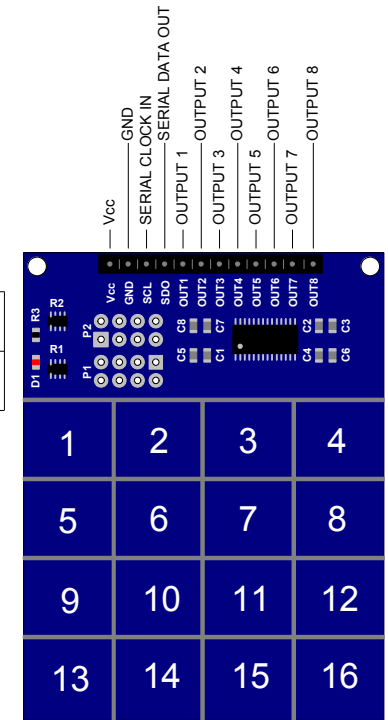 Vcc
GND
SERIAL CLOCK IN
SERIAL DATA OUT
OUTPUT 1
OUTPUT 2
OUTPUT 3
OUTPUT 4
OUTPUT 5
OUTPUT 6
OUTPUT 7
OUTPUT 8
Vcc
GND
SCL
SDO
OUT1
OUT2
OUT3
OUT4
OUT5
OUT6
OUT7
OUT8
R3
R2
P2
C8
C7
C2
C3
D1
R1
P1
C5
C1
C4
C6
1 2 3 4
5 6 7 8
9 10 11 12
13 14 15 16